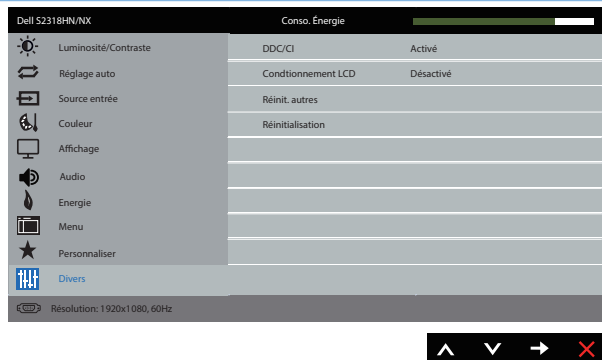 Dell S2318HN/NX Conso. Énergie
Luminosité/Contraste DDC/CI Activé
Réglage auto Condtionnement LCD Désactivé
Source entrée Réinit. autres
Couleur Réinitialisation
Affichage
Audio
Energie
Menu
Personnaliser
Divers
Résolution: 1920x1080, 60Hz